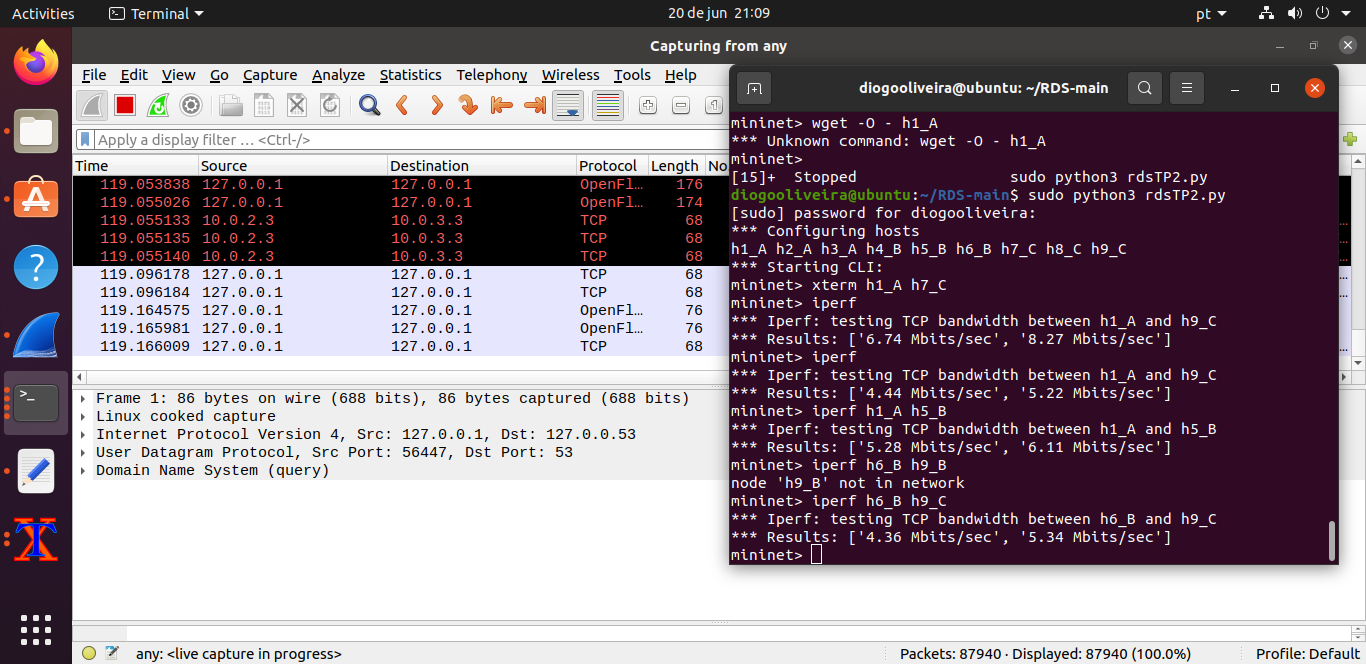 Activities
Terminal
20 de jun 21:09
pt
Capturing from any
File Edit View Go Capture Analyze Statistics Telephony Wireless Tools Help
Apply a display filter … <Ctrl-/>
Time Source Destination Protocol Length No
119.053838 127.0.0.1 127.0.0.1 OpenFl… 176
119.055026 127.0.0.1 127.0.0.1 OpenFl… 174
119.055133 10.0.2.3 10.0.3.3 TCP 68
119.055135 10.0.2.3 10.0.3.3 TCP 68
119.055140 10.0.2.3 10.0.3.3 TCP 68
119.096178 127.0.0.1 127.0.0.1 TCP 68
119.096184 127.0.0.1 127.0.0.1 TCP 68
119.164575 127.0.0.1 127.0.0.1 OpenFl… 76
119.165981 127.0.0.1 127.0.0.1 OpenFl… 76
119.166009 127.0.0.1 127.0.0.1 TCP 68
Frame 1: 86 bytes on wire (688 bits), 86 bytes captured (688 bits)
Linux cooked capture
Internet Protocol Version 4, Src: 127.0.0.1, Dst: 127.0.0.53
User Datagram Protocol, Src Port: 56447, Dst Port: 53
Domain Name System (query)
diogooliveira@ubuntu: ~/RDS-main
mininet> wget -O - h1_A
*** Unknown command: wget -O - h1_A
mininet>
[15]+  Stopped                 sudo python3 rdsTP2.py
diogooliveira@ubuntu:~/RDS-main$ sudo python3 rdsTP2.py
[sudo] password for diogooliveira:
*** Configuring hosts
h1_A h2_A h3_A h4_B h5_B h6_B h7_C h8_C h9_C
*** Starting CLI:
mininet> xterm h1_A h7_C
mininet> iperf
*** Iperf: testing TCP bandwidth between h1_A and h9_C
*** Results: ['6.74 Mbits/sec', '8.27 Mbits/sec']
mininet> iperf
*** Iperf: testing TCP bandwidth between h1_A and h9_C
*** Results: ['4.44 Mbits/sec', '5.22 Mbits/sec']
mininet> iperf h1_A h5_B
*** Iperf: testing TCP bandwidth between h1_A and h5_B
*** Results: ['5.28 Mbits/sec', '6.11 Mbits/sec']
mininet> iperf h6_B h9_B
node 'h9_B' not in network
mininet> iperf h6_B h9_C
*** Iperf: testing TCP bandwidth between h6_B and h9_C
*** Results: ['4.36 Mbits/sec', '5.34 Mbits/sec']
mininet>
any: <live capture in progress>
Packets: 87940 · Displayed: 87940 (100.0%)
Profile: Default